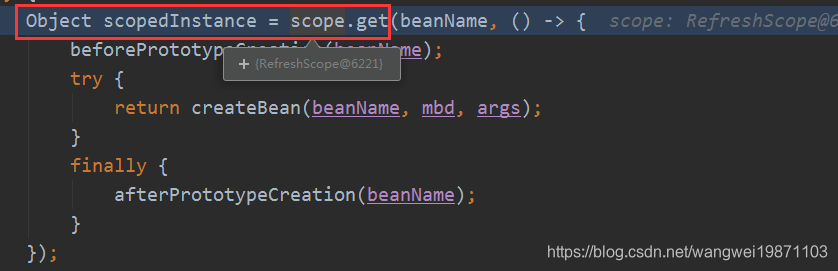 Object scopedInstance = scope.get(beanName, () -> { scope: RefreshScope@6
beforePrototypeCreation(beanName);
+ {RefreshScope@6221}
try {
return createBean(beanName, mbd, args);
}
finally {
afterPrototypeCreation(beanName);
}
});
https://blog.csdn.net/wangwei19871103